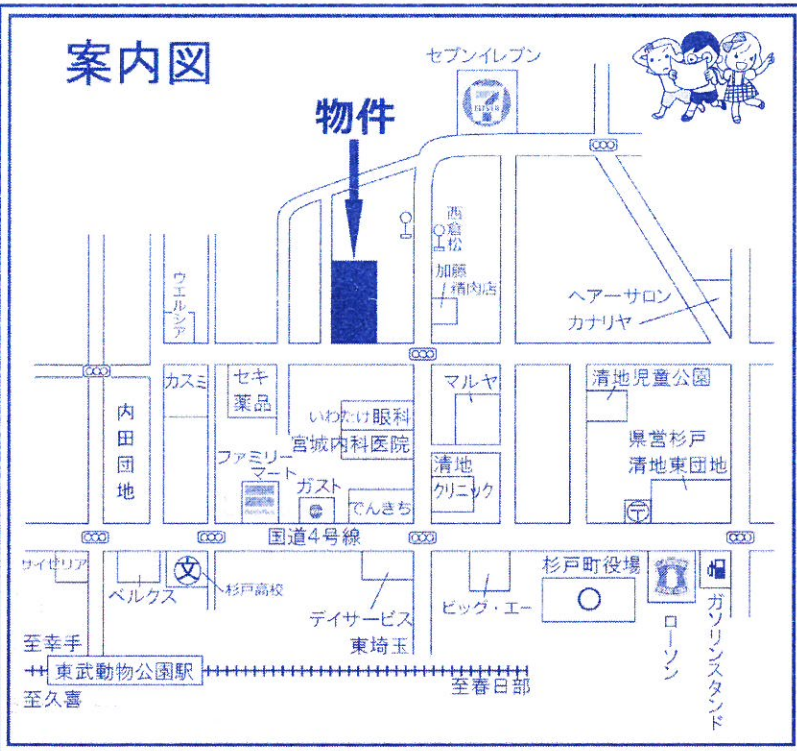 案内図
セブンイレブン
物件
西倉松
加藤
精肉店
ウエルシア
ヘアーサロン
カナリヤ
カスミ
セキ
薬品
マルヤ
清地児童公園
内田団地
いわたけ眼科
宮城内科医院
県営杉戸
清地東団地
ファミリー
マート
ガスト
清地
クリニック
でんきち
〒
国道4号線
サイゼリア
文
ベルクス
杉戸高校
杉戸町役場
デイサービス
東埼玉
ビッグ・エー
ローソン
ガソリンスタンド
至幸手
東武動物公園駅
至久喜
至春日部